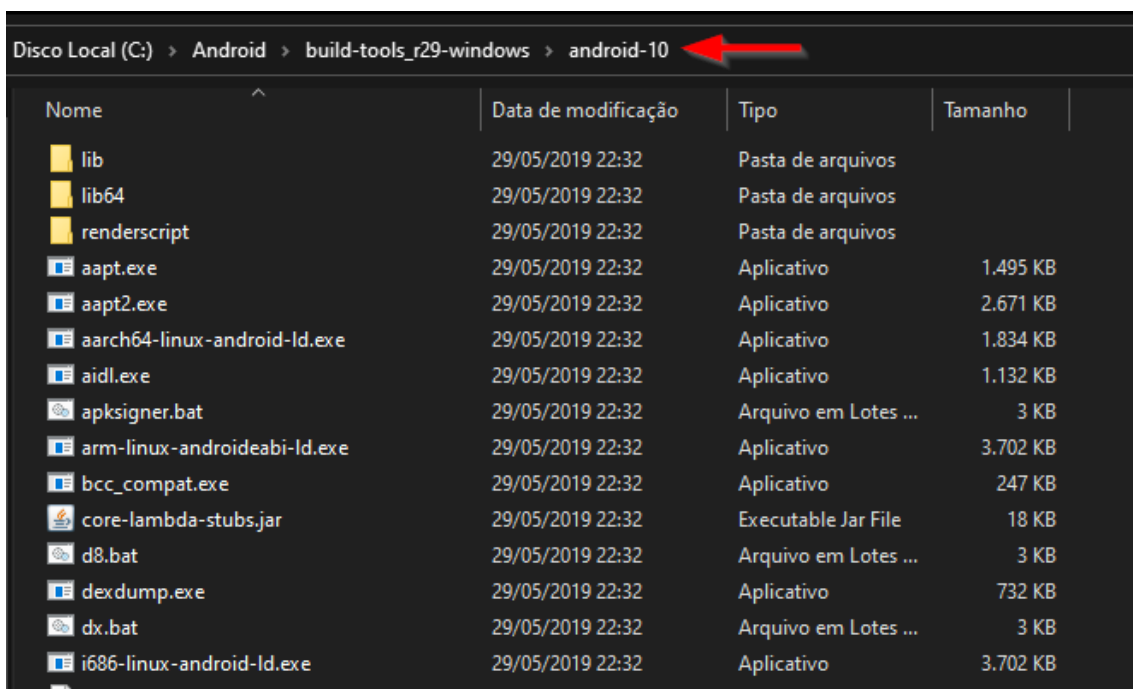 Disco Local (C:) > Android > build-tools_r29-windows > android-10
Nome Data de modificação Tipo Tamanho
lib 29/05/2019 22:32 Pasta de arquivos
lib64 29/05/2019 22:32 Pasta de arquivos
renderscript 29/05/2019 22:32 Pasta de arquivos
aapt.exe 29/05/2019 22:32 Aplicativo 1.495 KB
aapt2.exe 29/05/2019 22:32 Aplicativo 2.671 KB
aarch64-linux-android-ld.exe 29/05/2019 22:32 Aplicativo 1.834 KB
aidl.exe 29/05/2019 22:32 Aplicativo 1.132 KB
apksigner.bat 29/05/2019 22:32 Arquivo em Lotes ... 3 KB
arm-linux-androideabi-ld.exe 29/05/2019 22:32 Aplicativo 3.702 KB
bcc_compat.exe 29/05/2019 22:32 Aplicativo 247 KB
core-lambda-stubs.jar 29/05/2019 22:32 Executable Jar File 18 KB
d8.bat 29/05/2019 22:32 Arquivo em Lotes ... 3 KB
dexdump.exe 29/05/2019 22:32 Aplicativo 732 KB
dx.bat 29/05/2019 22:32 Arquivo em Lotes ... 3 KB
i686-linux-android-ld.exe 29/05/2019 22:32 Aplicativo 3.702 KB